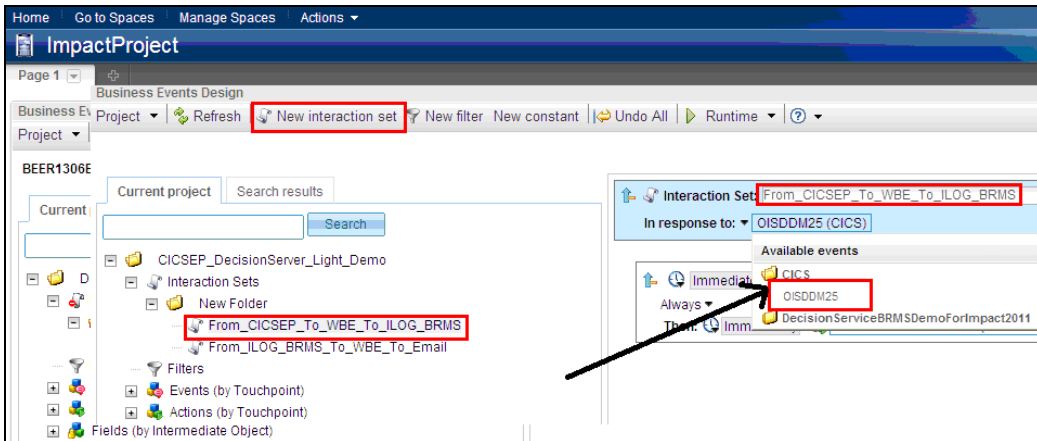 Home Go to Spaces Manage Spaces Actions
ImpactProject
Page 1
Business Events Design
Business Ev
Project Refresh New interaction set New filter New constant Undo All Runtime
Project
BEER1306E
Current project Search results
Current
Search
CICSEP_DecisionServer_Light_Demo
D
Interaction Sets
New Folder
From_CICSEP_To_WBE_To_ILOG_BRMS
From_ILOG_BRMS_To_WBE_To_Email
Filters
Events (by Touchpoint)
Actions (by Touchpoint)
Fields (by Intermediate Object)
Interaction Set: From_CICSEP_To_WBE_To_ILOG_BRMS
In response to: OISDDM25 (CICS)
Available events
CICS
OISDDM25
DecisionServiceBRMSDemoForImpact2011
Immediate
Always
Then: Imm